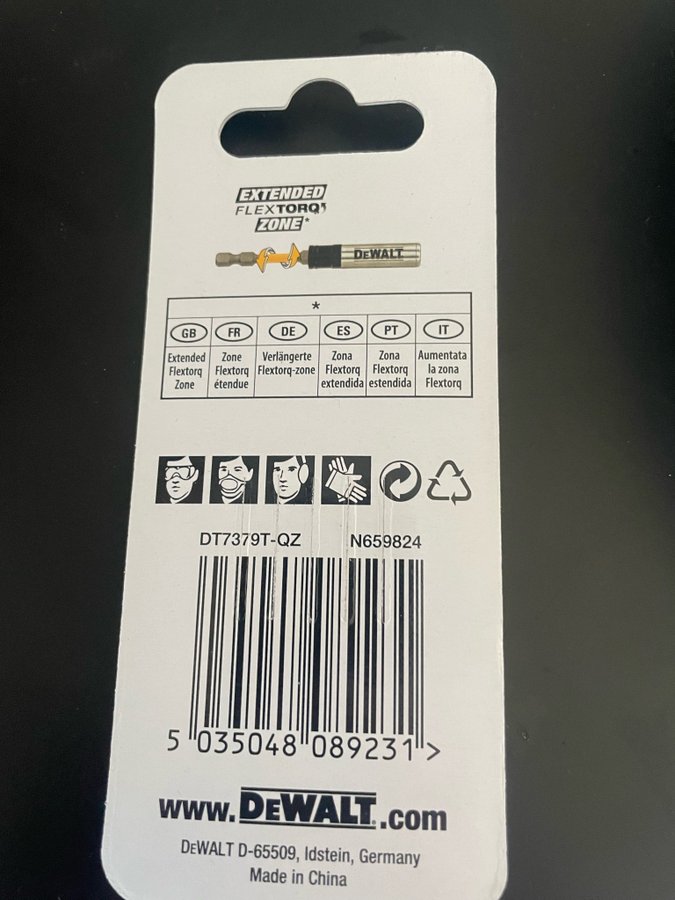 EXTENDED
FLEXTORQ
ZONE*
DEWALT
*
GB FR DE ES PT IT
Extended Flextorq Zone
Zone Flextorq étendue
Verlängerte Flextorq-zone
Zona Flextorq extendida
Zona Flextorq estendida
Aumentata la zona Flextorq
DT7379T-QZ N659824
5 035048 089231 >
www.DEWALT.com
DEWALT D-65509, Idstein, Germany
Made in China